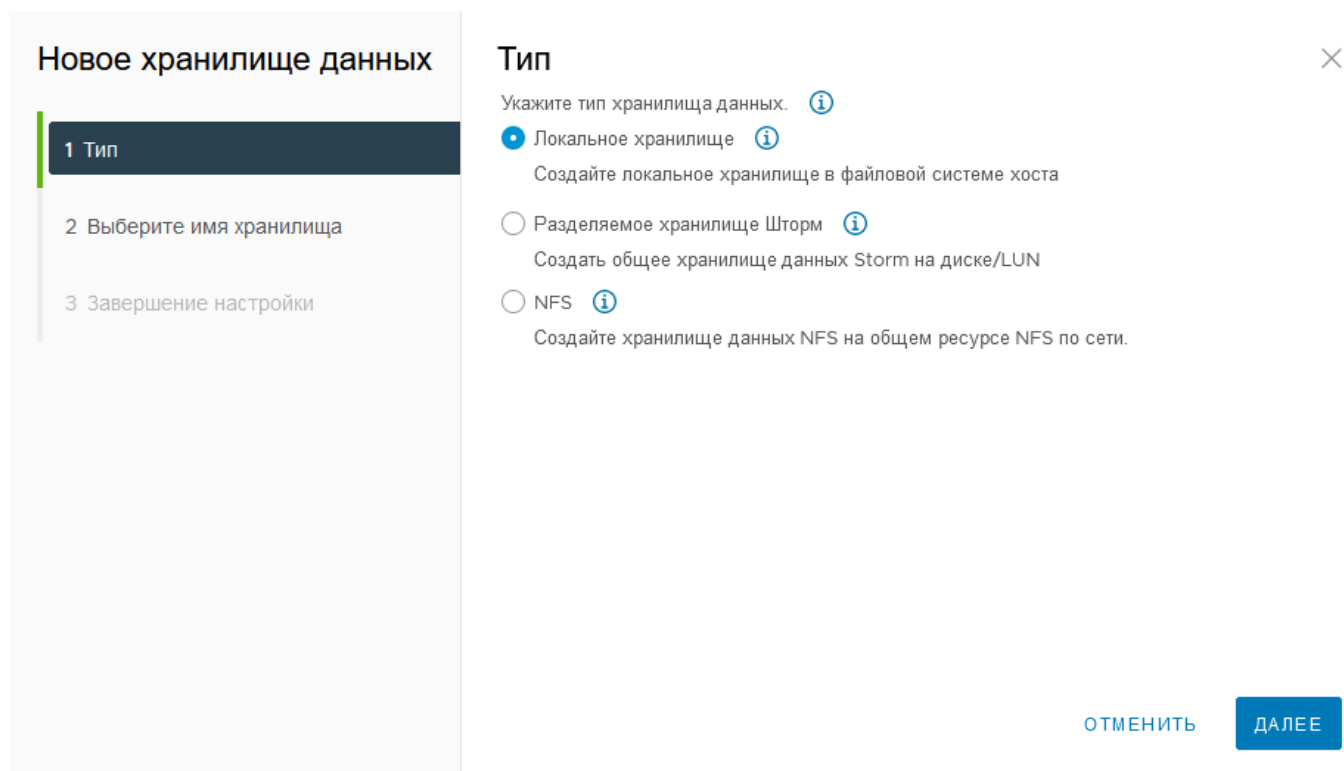 Новое хранилище данных
1 Тип
2 Выберите имя хранилища
3 Завершение настройки
Тип
Укажите тип хранилища данных.
Локальное хранилище
Создайте локальное хранилище в файловой системе хоста
Разделяемое хранилище Шторм
Создать общее хранилище данных Storm на диске/LUN
NFS
Создайте хранилище данных NFS на общем ресурсе NFS по сети.
ОТМЕНИТЬ
ДАЛЕЕ